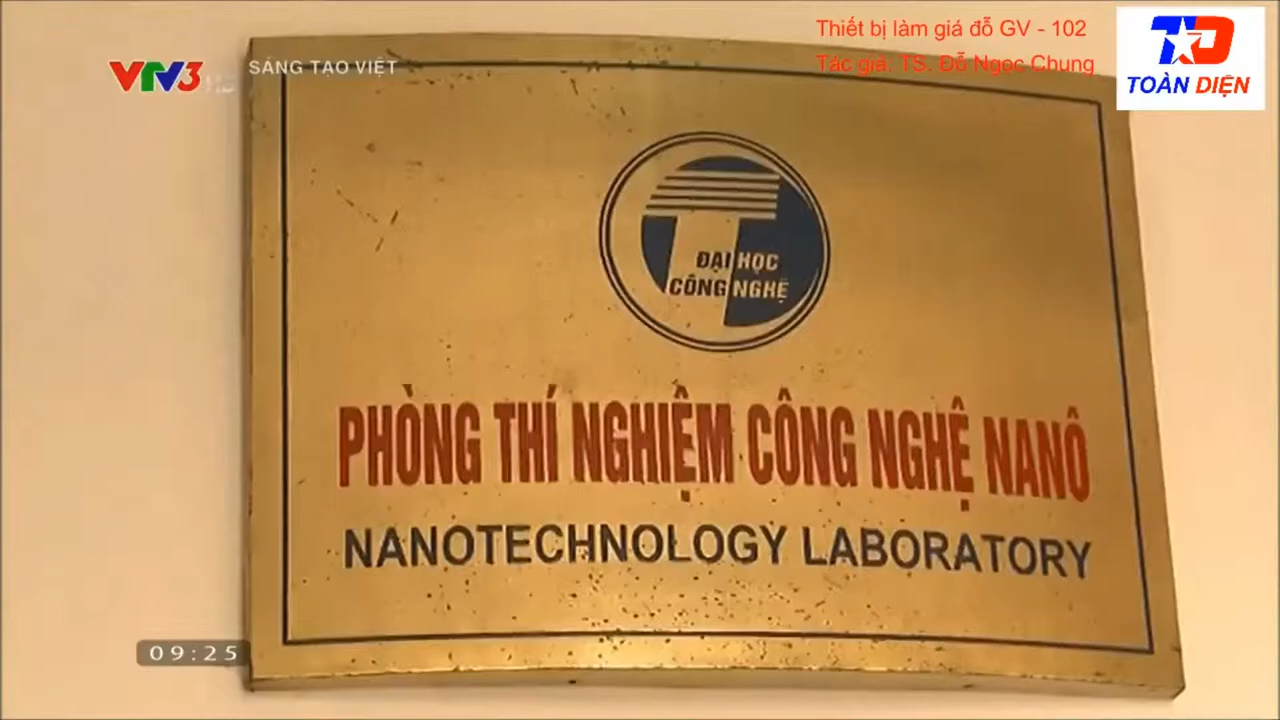 Thiết bị làm giá đỗ GV - 102
Tác giả: TS. Đỗ Ngọc Chung
TOÀN DIỆN
VTV3
SÁNG TẠO VIỆT
ĐẠI HỌC
CÔNG NGHỆ
PHÒNG THÍ NGHIỆM CÔNG NGHỆ NANÔ
NANOTECHNOLOGY LABORATORY
09:25